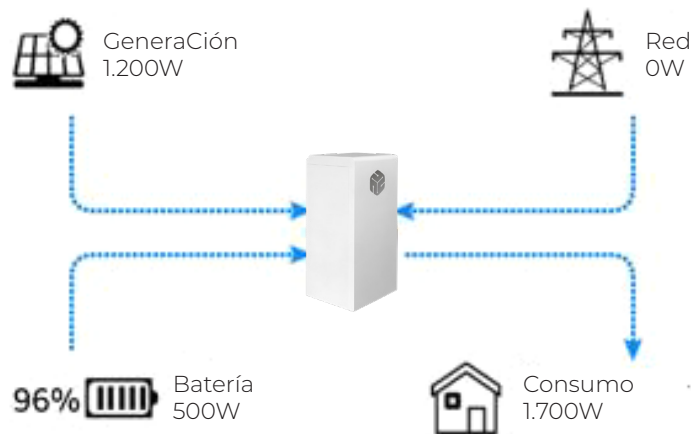 GeneraCión
1.200W
Red
0W
96%
Batería
500W
Consumo
1.700W